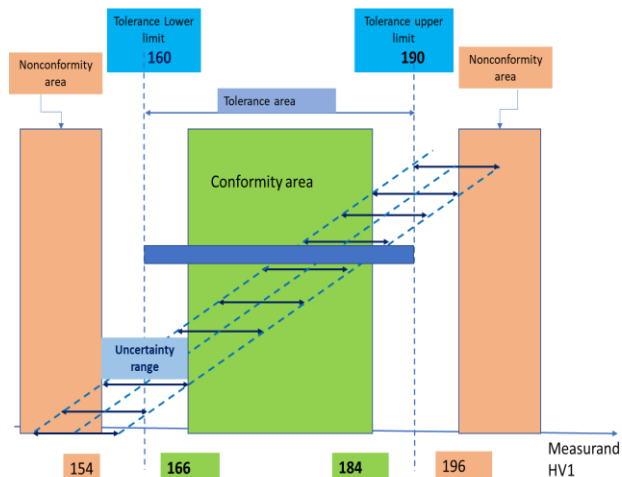 Tolerance Lower
limit
160
Tolerance upper
limit
190
Nonconformity
area
Nonconformity
area
Tolerance area
Conformity area
Uncertainty
range
Measurand
HV1
154
166
184
196